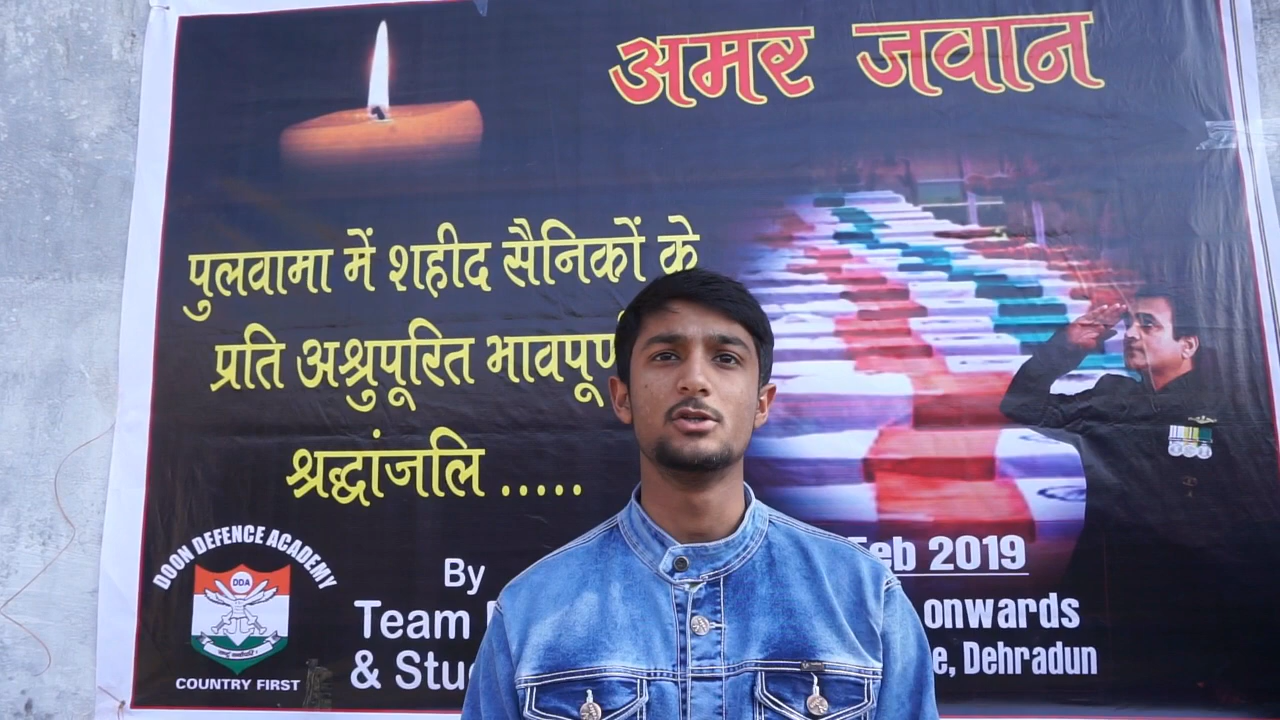 अमर जवान
पुलवामा में शहीद सैनिकों के
प्रति अश्रुपूरित भावपूर्ण
श्रद्धांजलि .....
DOON DEFENCE ACADEMY
DDA
COUNTRY FIRST
By
Team
&
Feb 2019
onwards
Dehradun